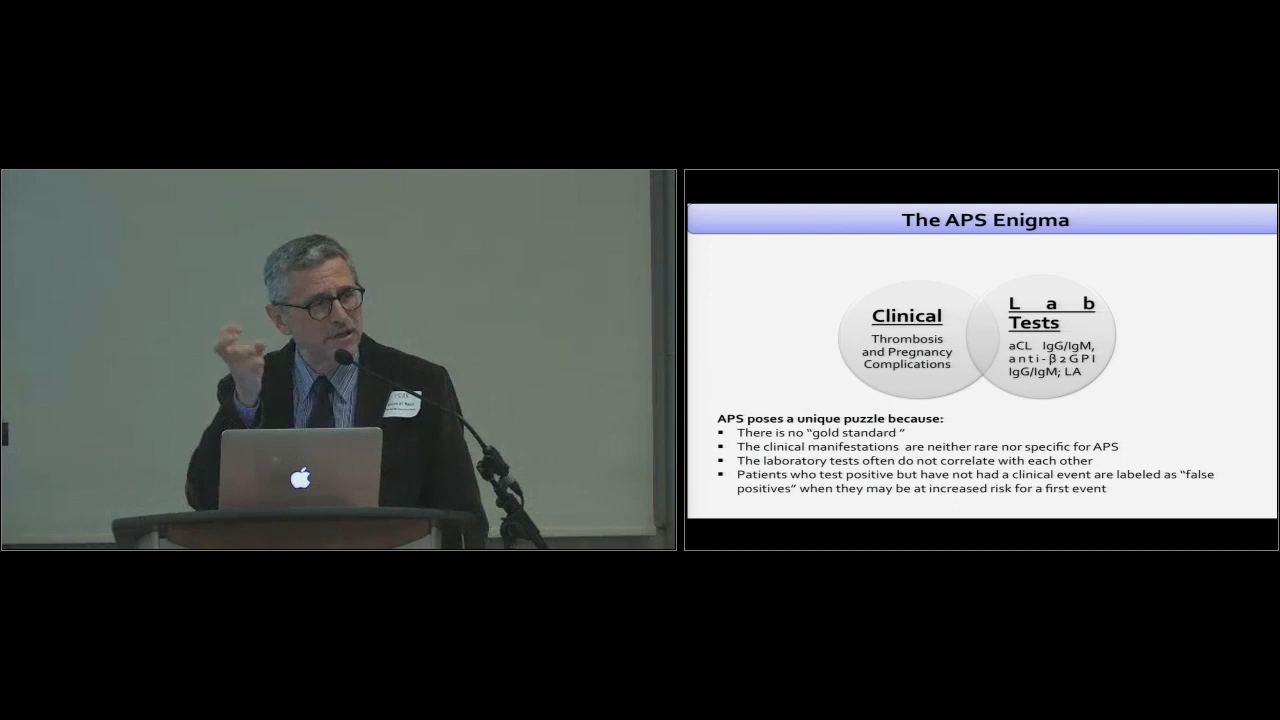 The APS Enigma
Clinical
Thrombosis
and Pregnancy
Complications
L a b
Tests
aCL IgG/IgM,
anti-β2GPI
IgG/IgM; LA
APS poses a unique puzzle because:
▪ There is no “gold standard ”
▪ The clinical manifestations are neither rare nor specific for APS
▪ The laboratory tests often do not correlate with each other
▪ Patients who test positive but have not had a clinical event are labeled as “false
positives” when they may be at increased risk for a first event